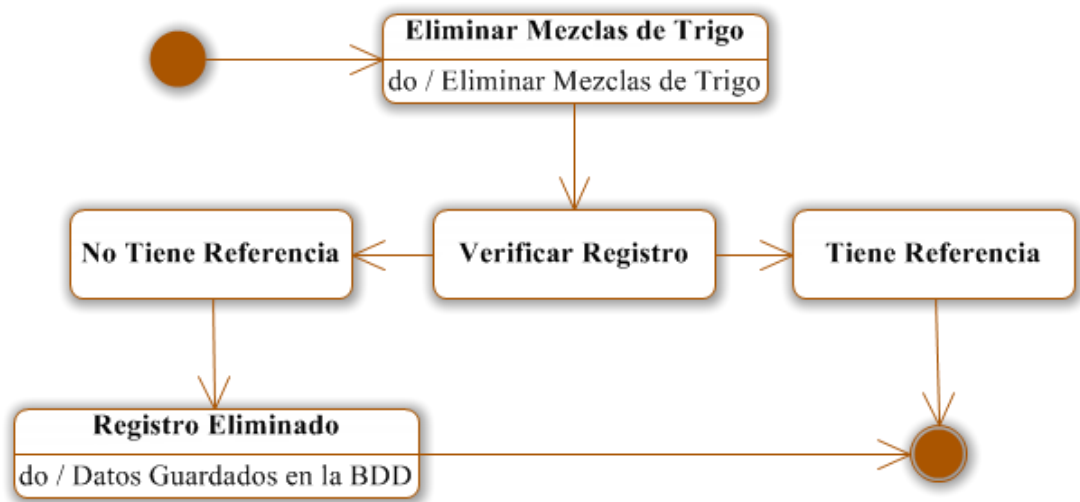 Eliminar Mezclas de Trigo
do / Eliminar Mezclas de Trigo
No Tiene Referencia
Verificar Registro
Tiene Referencia
Registro Eliminado
do / Datos Guardados en la BDD